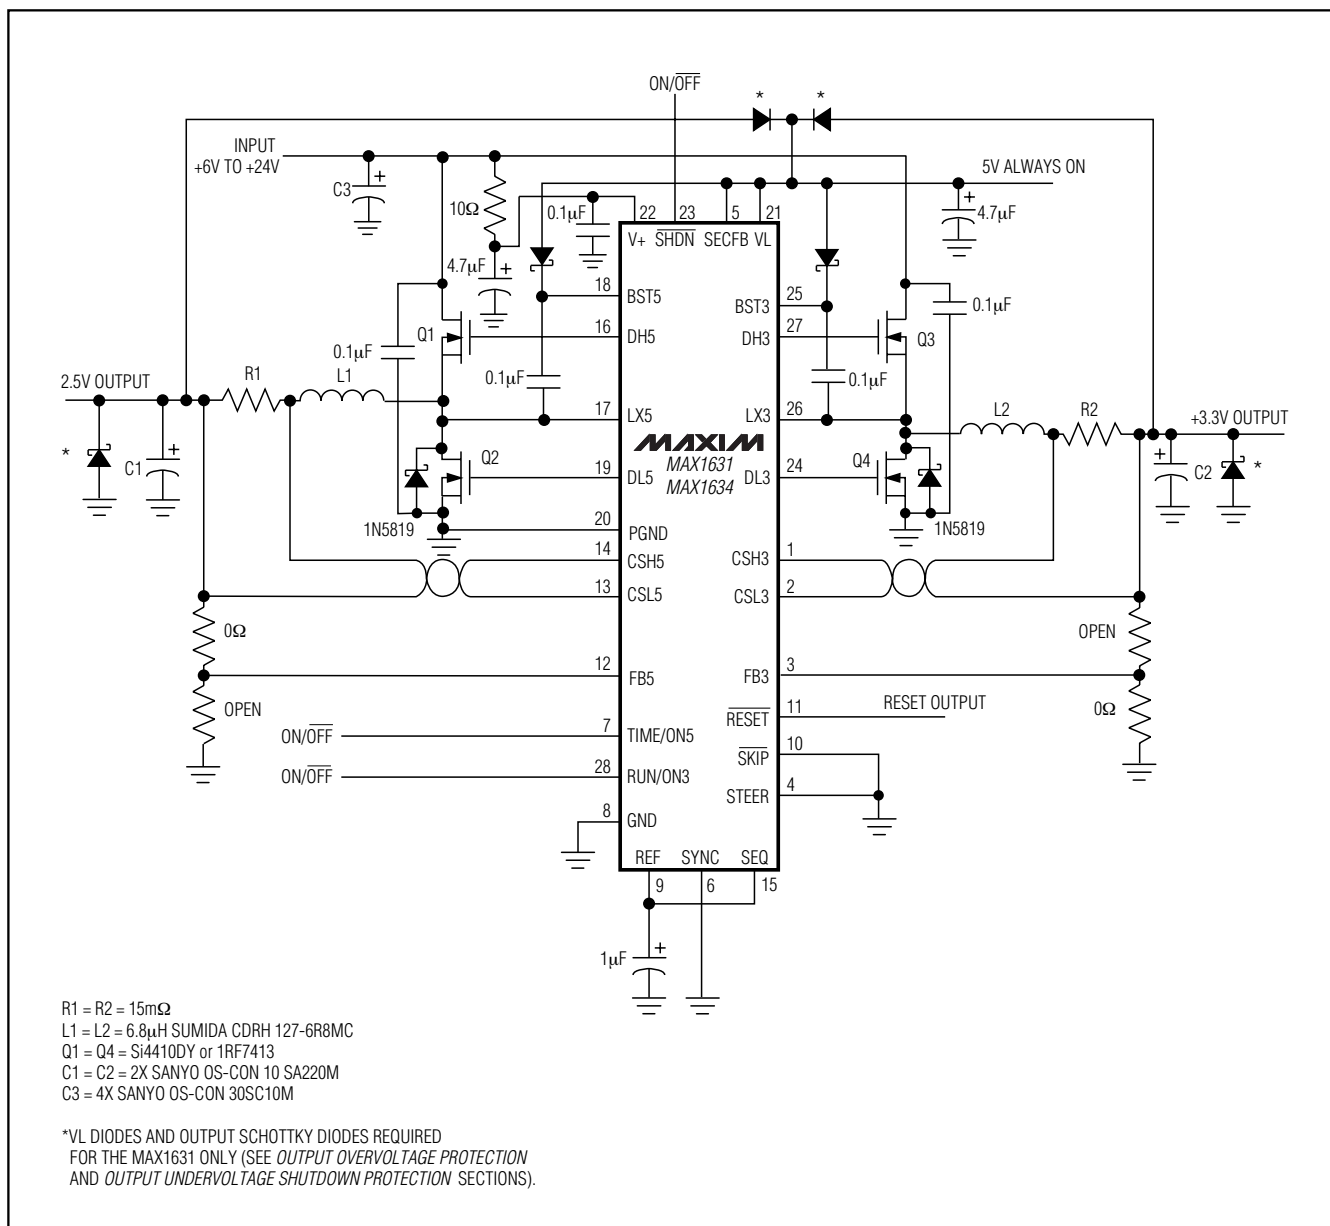 ON/OFF
*
*
INPUT
+6V TO +24V
5V ALWAYS ON
C3
+
10Ω
0.1µF
22
23
5
21
+
4.7µF
V+
SHDN
SECFB
VL
4.7µF
+
18
BST5
BST3
25
0.1µF
Q1
16
DH5
DH3
27
Q3
0.1µF
2.5V OUTPUT
R1
L1
0.1µF
0.1µF
17
LX5
LX3
26
L2
R2
+3.3V OUTPUT
*
C1
+
Q2
MAXIM
MAX1631
MAX1634
19
DL5
DL3
24
Q4
+
C2
*
1N5819
20
PGND
1N5819
14
CSH5
CSH3
1
13
CSL5
CSL3
2
0Ω
OPEN
12
FB5
FB3
3
OPEN
RESET
11
RESET OUTPUT
0Ω
ON/OFF
7
TIME/ON5
SKIP
10
ON/OFF
28
RUN/ON3
STEER
4
8
GND
REF
SYNC
SEQ
9
6
15
1µF
+
R1 = R2 = 15mΩ
L1 = L2 = 6.8µH SUMIDA CDRH 127-6R8MC
Q1 = Q4 = Si4410DY or 1RF7413
C1 = C2 = 2X SANYO OS-CON 10 SA220M
C3 = 4X SANYO OS-CON 30SC10M
*VL DIODES AND OUTPUT SCHOTTKY DIODES REQUIRED
FOR THE MAX1631 ONLY (SEE OUTPUT OVERVOLTAGE PROTECTION
AND OUTPUT UNDERVOLTAGE SHUTDOWN PROTECTION SECTIONS).